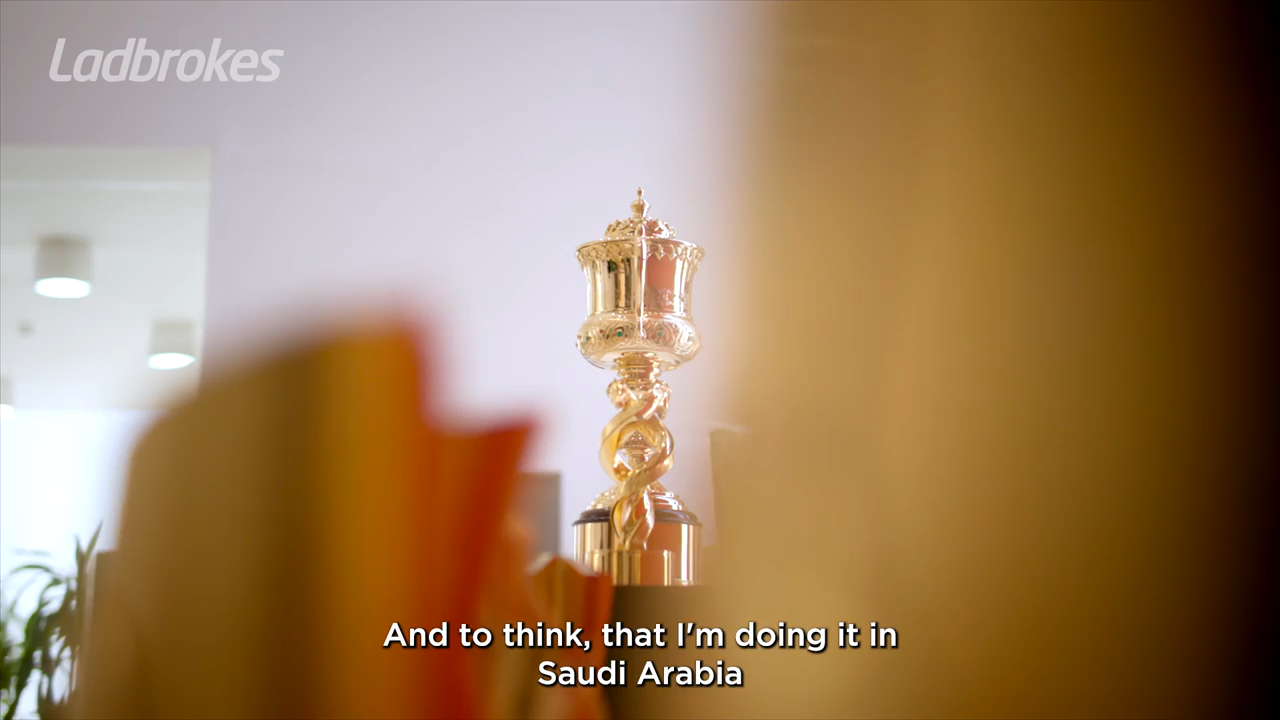 Ladbrokes
And to think, that I'm doing it in
Saudi Arabia